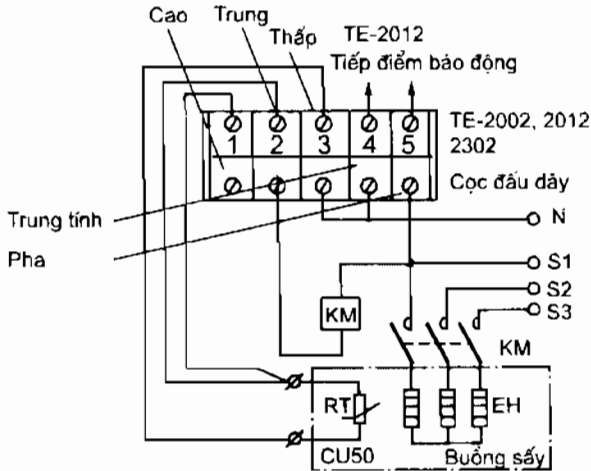 Cao
Trung
Thấp
TE-2012
Tiếp điểm báo động
1 2 3 4 5
TE-2002, 2012
2302
Cọc đấu dây
Trung tính
Pha
N
S1
S2
S3
KM
KM
RT
EH
CU50
Buồng sấy